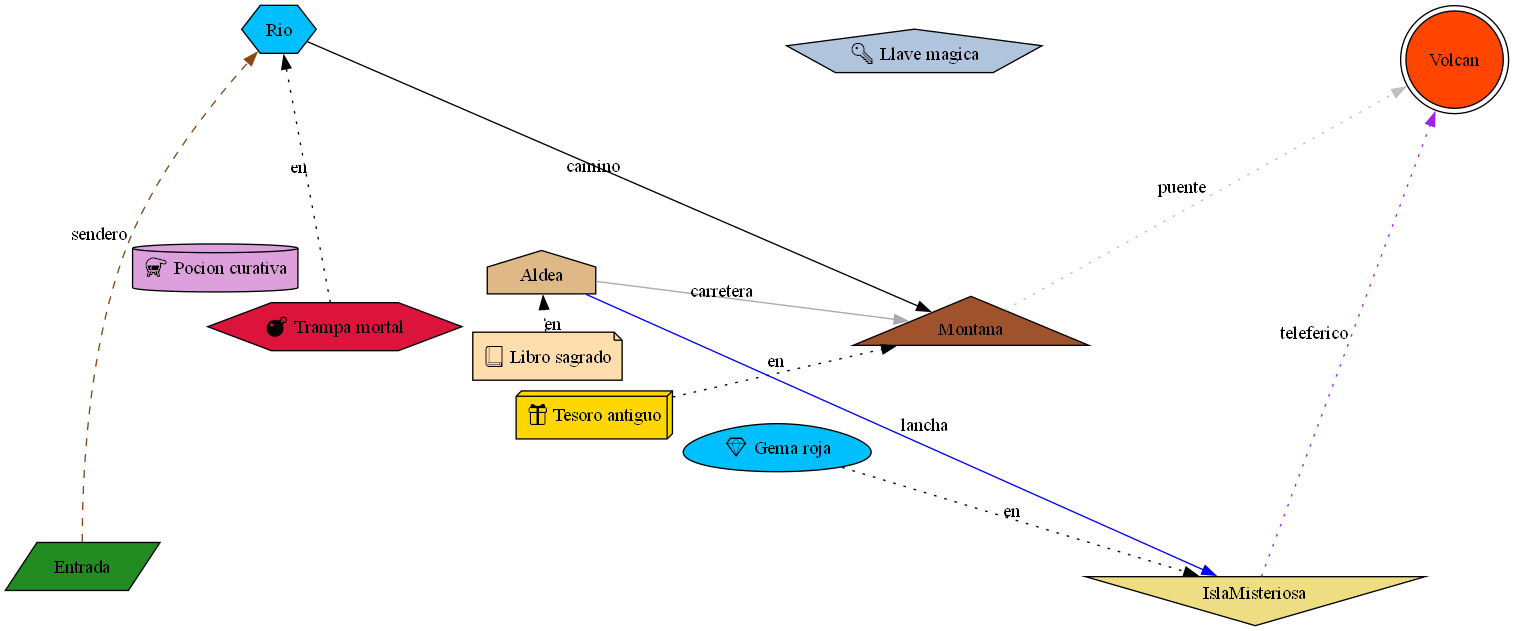 Rio
🔑 Llave magica
Volcan
camino
en
puente
sendero
Pocion curativa
Aldea
carretera
💣 Trampa mortal
en
Montana
teleferico
📖 Libro sagrado
en
🎁 Tesoro antiguo
lancha
💎 Gema roja
en
Entrada
IslaMisteriosa